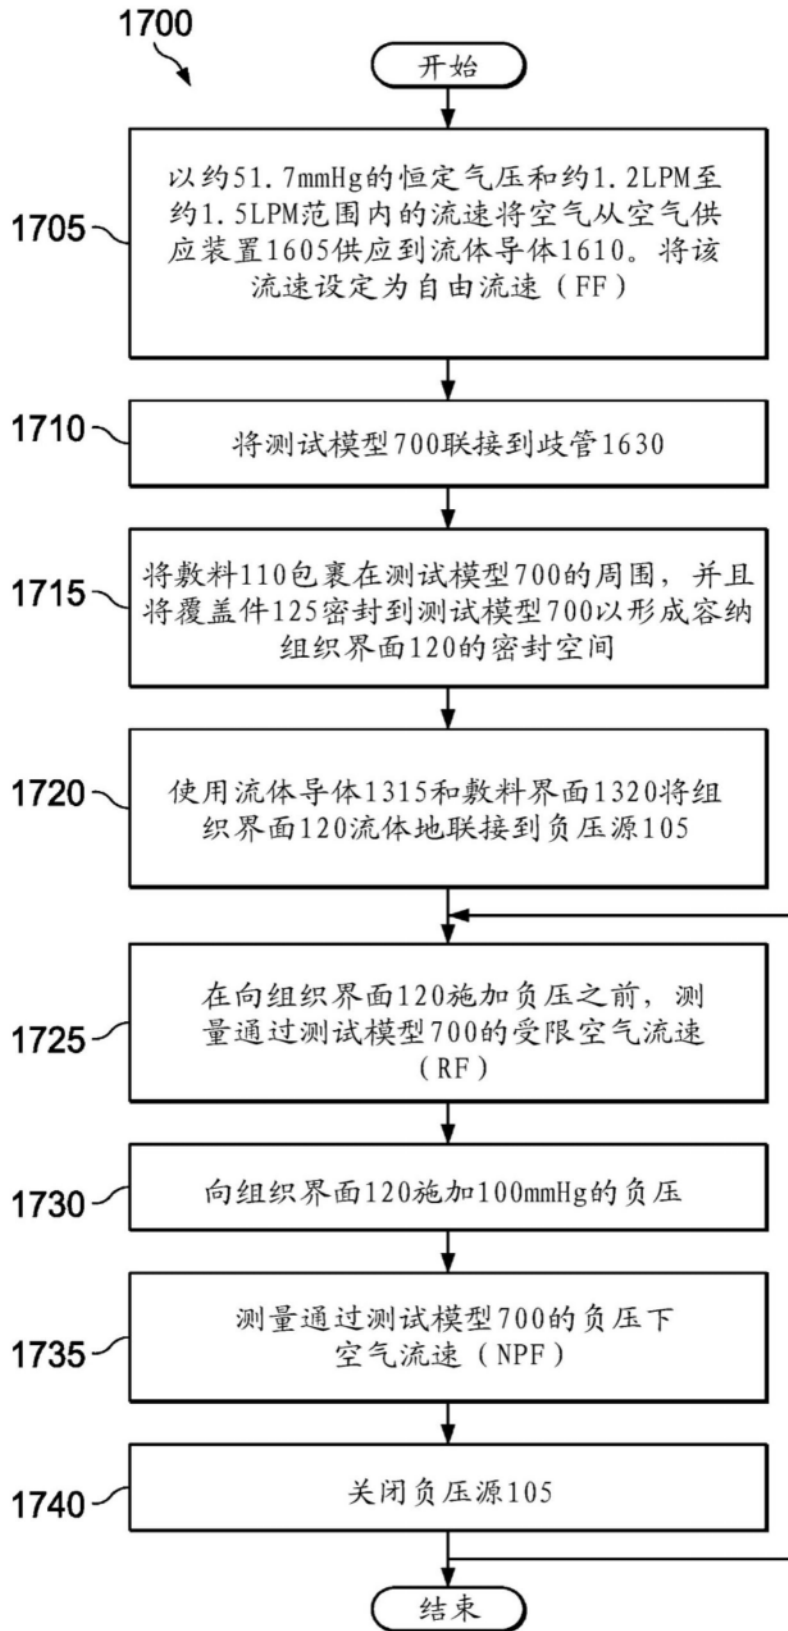 1700
开始
1705
以约51.7mmHg的恒定气压和约1.2LPM至
约1.5LPM范围内的流速将空气从空气供
应装置1605供应到流体导体1610。将该
流速设定为自由流速（FF）
1710
将测试模型700联接到歧管1630
1715
将敷料110包裹在测试模型700的周围，并且
将覆盖件125密封到测试模型700以形成容纳
组织界面120的密封空间
1720
使用流体导体1315和敷料界面1320将组
织界面120流体地联接到负压源105
1725
在向组织界面120施加负压之前，测
量通过测试模型700的受限空气流速
（RF）
1730
向组织界面120施加100mmHg的负压
1735
测量通过测试模型700的负压下
空气流速（NPF）
1740
关闭负压源105
结束